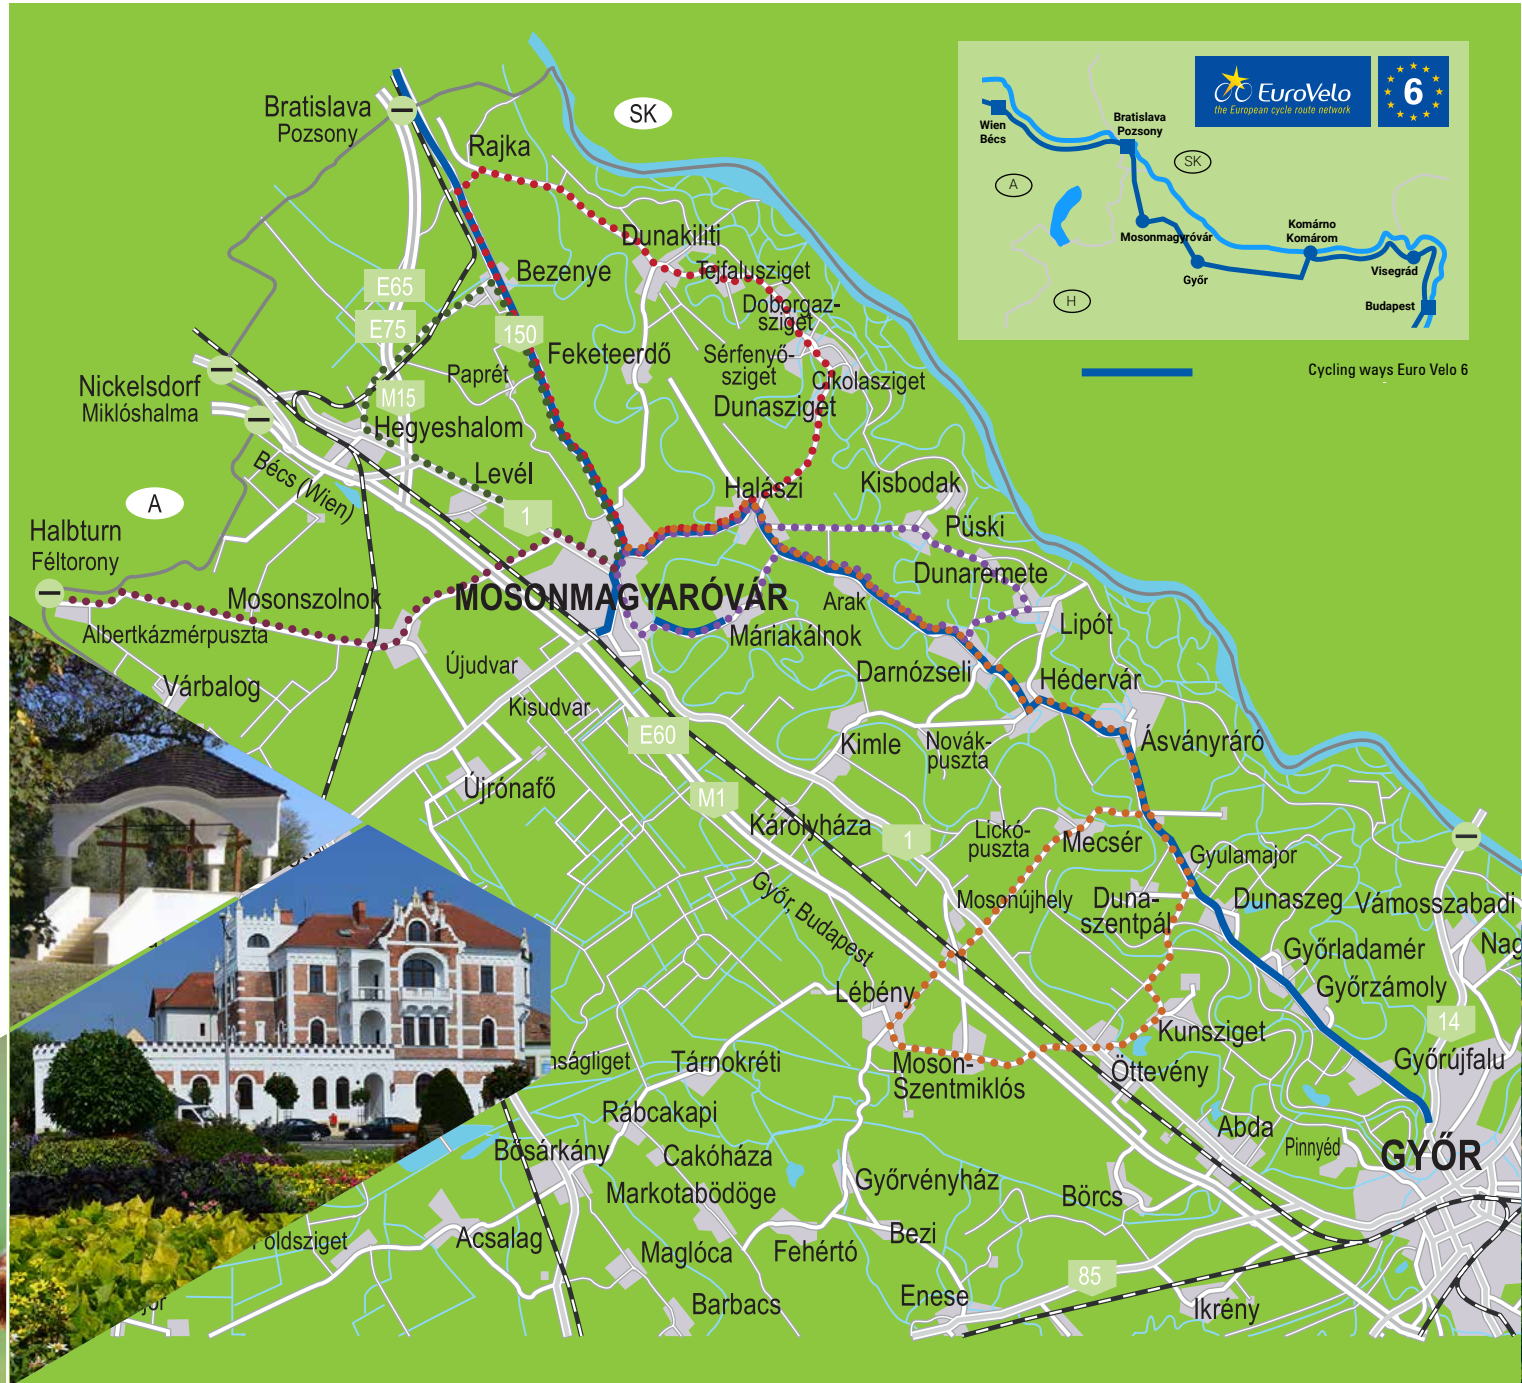 Bratislava
Pozsony
SK
Rajka
EuroVelo
the European cycle route network
6
Wien
Bécs
Bratislava
Pozsony
SK
A
Mosonmagyróvár
Győr
Komárno
Komárom
Visegrád
H
Budapest
Cycling ways Euro Velo 6
Dunakiliti
Tejfalusziget
Bezenye
E65
E75
150
Doborgaz-
sziget
Feketeerdő
Sérfenyő-
sziget
Cikolasziget
Paprét
Nickelsdorf
Miklóshalma
M15
Dunasziget
Hegyeshalom
Bécs (Wien)
Levél
Halászi
Kisbodak
A
1
Püski
Halbturn
Féltorony
Dunaremete
Mosonszolnok
MOSONMAGYARÓVÁR
Arak
Albertkázmérpuszta
Máriakálnok
Lipót
Újudvar
Darnózseli
Hédervár
Várbalog
Kisudvar
E60
Kimle
Novák-
puszta
Ásványráró
Újrónafő
M1
Károlyháza
1
Lickó-
puszta
Mecsér
Gyulamajor
Győr, Budapest
Mosonújhely
Duna-
szentpál
Dunaszeg
Vámosszabadi
Győrladamér
Nag
Lébény
Győrzámoly
Kunsziget
14
nságliget
Tárnokréti
Moson-
Szentmiklós
Öttevény
Győrújfalu
Rábcakapi
Abda
Bősárkány
Cakóháza
Pinnyéd
GYŐR
Markotabödöge
Győrvényház
Börcs
Földsziget
Acsalag
Maglóca
Fehértó
Bezi
85
Barbacs
Enese
Ikrény